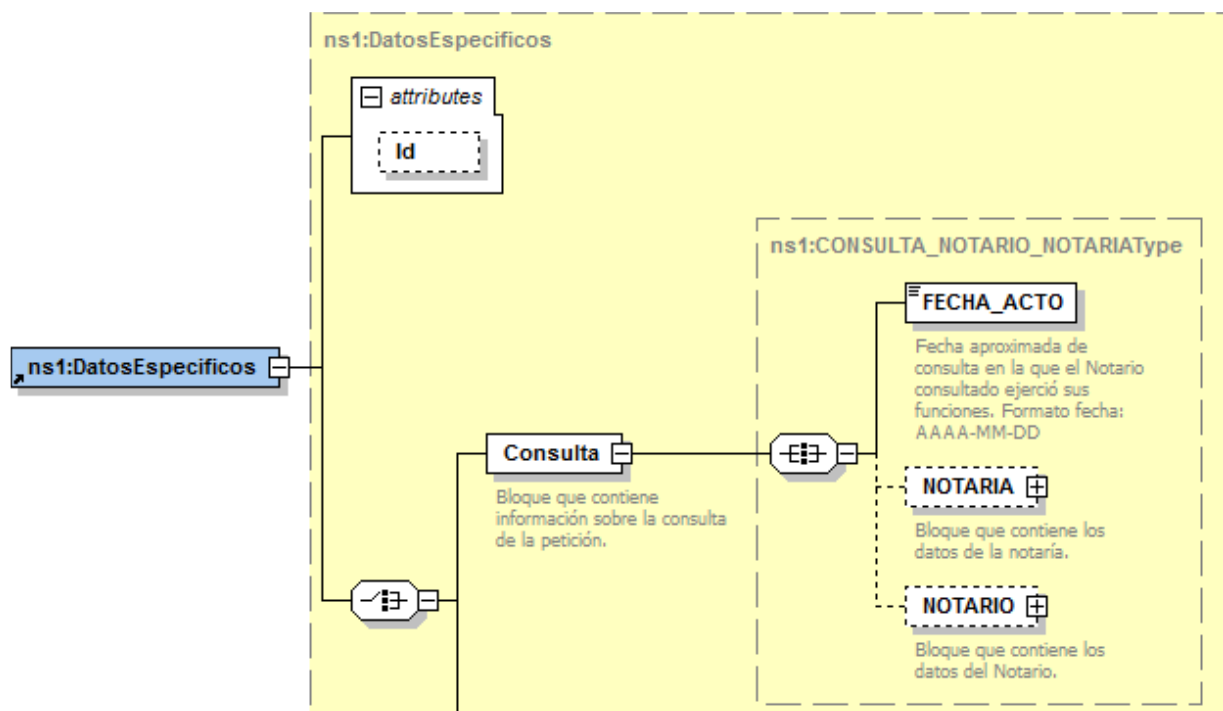 ns1:DatosEspecificos
attributes
Id
ns1:CONSULTA_NOTARIO_NOTARIAType
FECHA_ACTO
Fecha aproximada de
consulta en la que el Notario
consultado ejerció sus
funciones. Formato fecha:
AAAA-MM-DD
ns1:DatosEspecificos
Consulta
Bloque que contiene
información sobre la consulta
de la petición.
NOTARIA
Bloque que contiene los
datos de la notaría.
NOTARIO
Bloque que contiene los
datos del Notario.